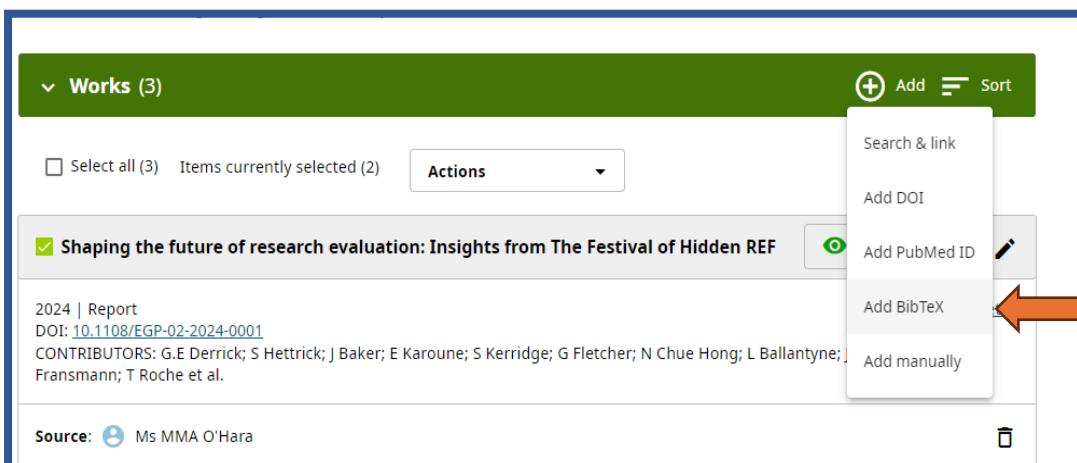 Works (3)
Add
Sort
Search & link
Select all (3)
Items currently selected (2)
Actions
Add DOI
Shaping the future of research evaluation: Insights from The Festival of Hidden REF
Add PubMed ID
2024 | Report
Add BibTeX
DOI: 10.1108/EGP-02-2024-0001
CONTRIBUTORS: G.E Derrick; S Hettrick; J Baker; E Karoune; S Kerridge; G Fletcher; N Chue Hong; L Ballantyne;
Add manually
Fransmann; T Roche et al.
Source: Ms MMA O'Hara